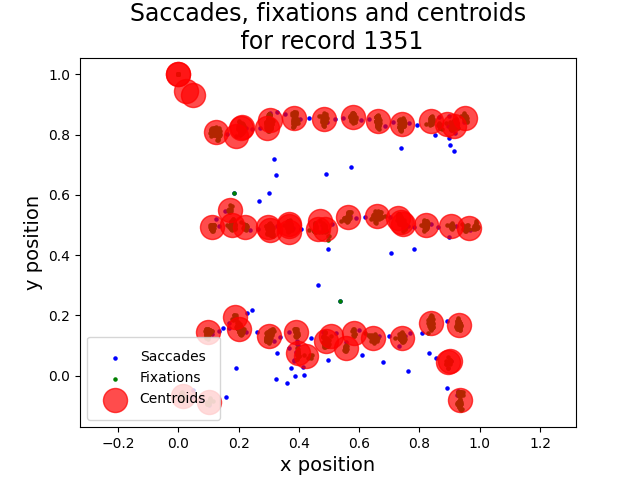 Saccades, fixations and centroids
for record 1351
y position
1.0
0.8
0.6
0.4
0.2
0.0
Saccades
Fixations
Centroids
−0.2
0.0
0.2
0.4
0.6
0.8
1.0
1.2
x position